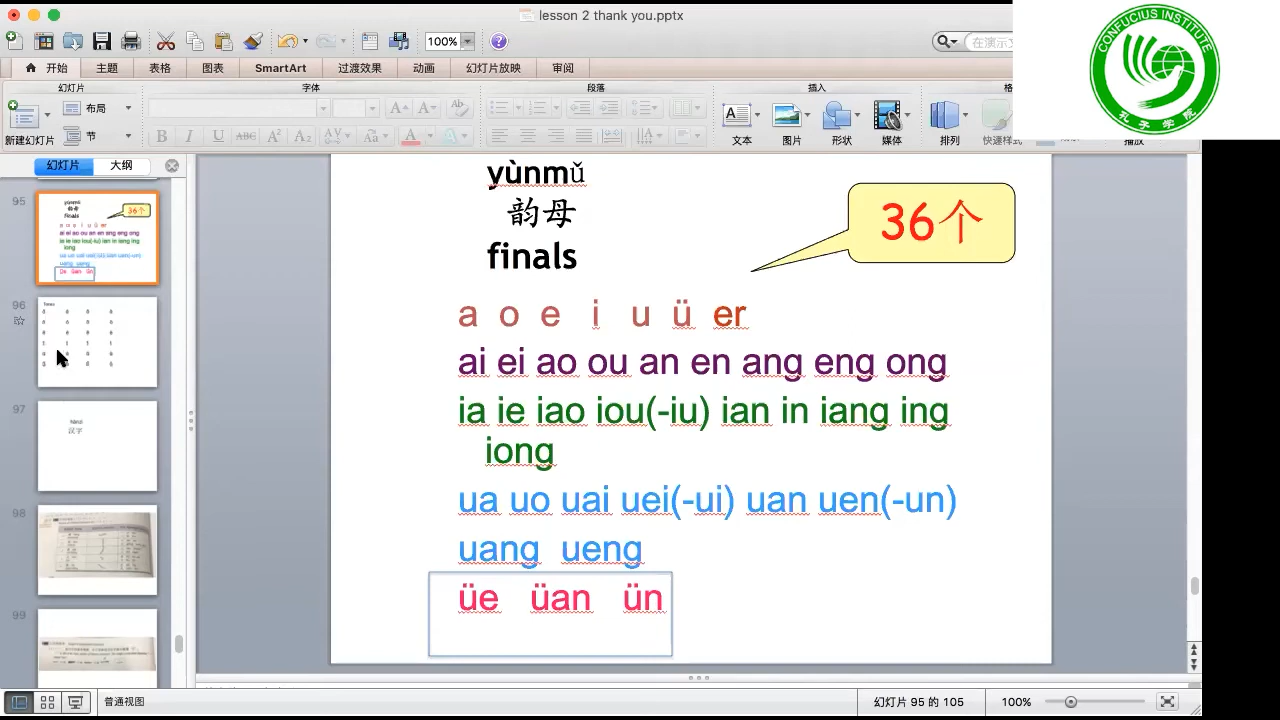 lesson 2 thank you.pptx
100%
开始 主题 表格 图表 SmartArt 过渡效果 动画 幻灯片放映 审阅
幻灯片 字体 段落 插入
布局
节
新建幻灯片
文本 图片 形状 媒体 排列 快速样式 播放
CONFUCIUS INSTITUTE
孔子学院
幻灯片 大纲
95
96
97
98
99
yùnmǔ
韵母
finals
36个
a o e i u ü er
ai ei ao ou an en ang eng ong
ia ie iao iou(-iu) ian in iang ing
iong
ua uo uai uei(-ui) uan uen(-un)
uang ueng
üe üan ün
普通视图
幻灯片 95 的 105
100%